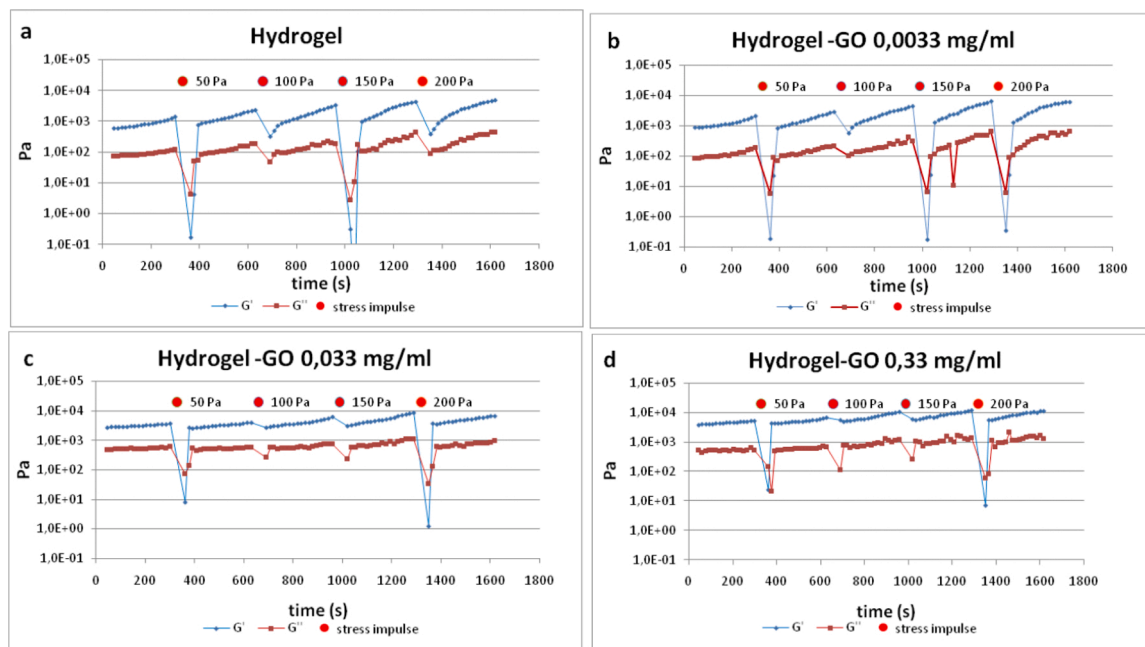 a
Hydrogel
50 Pa 100 Pa 150 Pa 200 Pa
1,0E+05
1,0E+04
1,0E+03
1,0E+02
1,0E+01
1,0E+00
1,0E-01
Pa
0 200 400 600 800 1000 1200 1400 1600 1800
time (s)
G' G'' stress impulse
b
Hydrogel -GO 0,0033 mg/ml
50 Pa 100 Pa 150 Pa 200 Pa
1,0E+05
1,0E+04
1,0E+03
1,0E+02
1,0E+01
1,0E+00
1,0E-01
Pa
0 200 400 600 800 1000 1200 1400 1600 1800
time (s)
G' G'' stress impulse
c
Hydrogel -GO 0,033 mg/ml
50 Pa 100 Pa 150 Pa 200 Pa
1,0E+05
1,0E+04
1,0E+03
1,0E+02
1,0E+01
1,0E+00
1,0E-01
Pa
0 200 400 600 800 1000 1200 1400 1600 1800
time (s)
G' G'' stress impulse
d
Hydrogel-GO 0,33 mg/ml
50 Pa 100 Pa 150 Pa 200 Pa
1,0E+05
1,0E+04
1,0E+03
1,0E+02
1,0E+01
1,0E+00
1,0E-01
Pa
0 200 400 600 800 1000 1200 1400 1600 1800
time (s)
G' G'' stress impulse